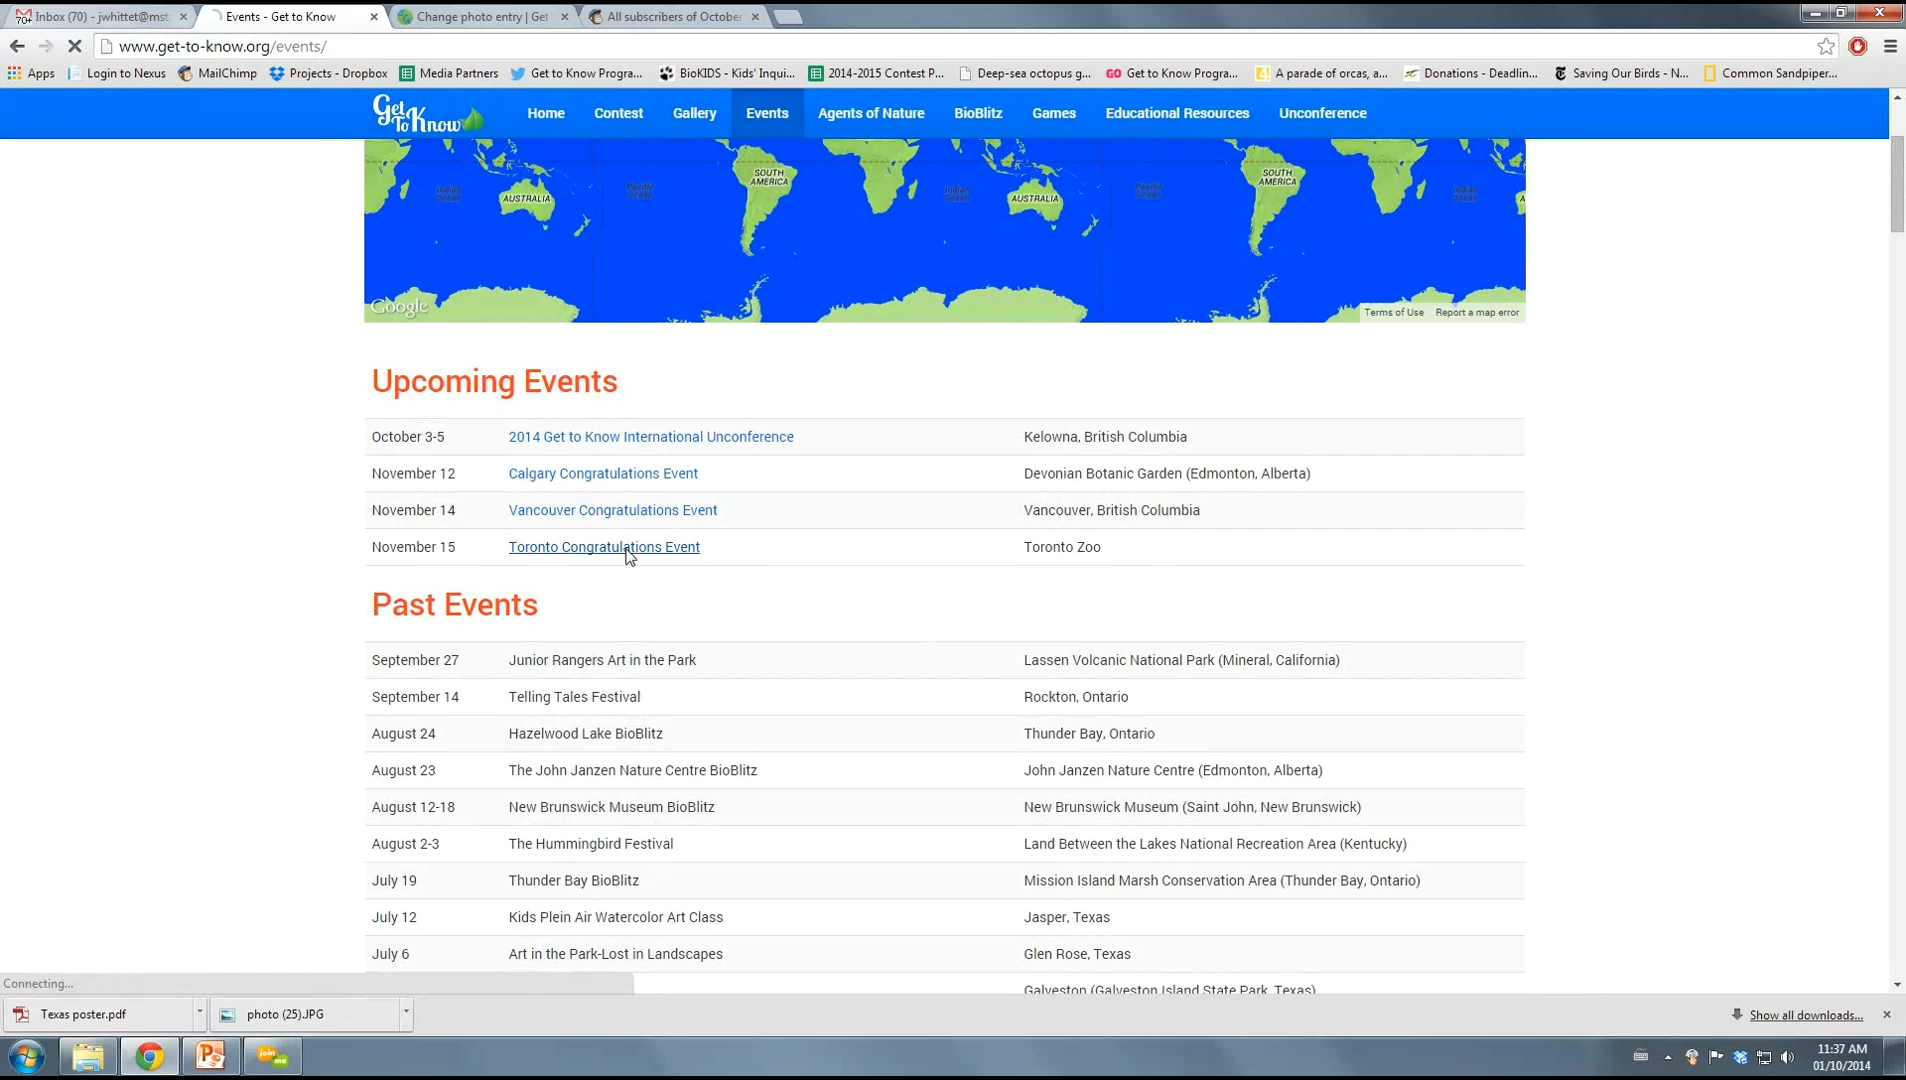 Inbox (70) - jwhittet@mst
Events - Get to Know
Change photo entry | Get
All subscribers of October
www.get-to-know.org/events/
Apps
Login to Nexus
MailChimp
Projects - Dropbox
Media Partners
Get to Know Progra...
BioKIDS - Kids' Inqui...
2014-2015 Contest P...
Deep-sea octopus g...
GO Get to Know Progra...
A parade of orcas, a...
Donations - Deadlin...
Saving Our Birds - N...
Common Sandpiper...
Get To Know
Home
Contest
Gallery
Events
Agents of Nature
BioBlitz
Games
Educational Resources
Unconference
SOUTH AMERICA
SOUTH AMERICA
Indian Ocean
AUSTRALIA
Pacific Ocean
Indian Ocean
AUSTRALIA
Pacific Ocean
Indian Ocean
Google
Terms of Use
Report a map error
Upcoming Events
October 3-5 2014 Get to Know International Unconference Kelowna, British Columbia
November 12 Calgary Congratulations Event Devonian Botanic Garden (Edmonton, Alberta)
November 14 Vancouver Congratulations Event Vancouver, British Columbia
November 15 Toronto Congratulations Event Toronto Zoo
Past Events
September 27 Junior Rangers Art in the Park Lassen Volcanic National Park (Mineral, California)
September 14 Telling Tales Festival Rockton, Ontario
August 24 Hazelwood Lake BioBlitz Thunder Bay, Ontario
August 23 The John Janzen Nature Centre BioBlitz John Janzen Nature Centre (Edmonton, Alberta)
August 12-18 New Brunswick Museum BioBlitz New Brunswick Museum (Saint John, New Brunswick)
August 2-3 The Hummingbird Festival Land Between the Lakes National Recreation Area (Kentucky)
July 19 Thunder Bay BioBlitz Mission Island Marsh Conservation Area (Thunder Bay, Ontario)
July 12 Kids Plein Air Watercolor Art Class Jasper, Texas
July 6 Art in the Park-Lost in Landscapes Glen Rose, Texas
Galveston (Galveston Island State Park, Texas)
Connecting...
Texas poster.pdf
photo (25).JPG
Show all downloads...
join me
11:37 AM
01/10/2014